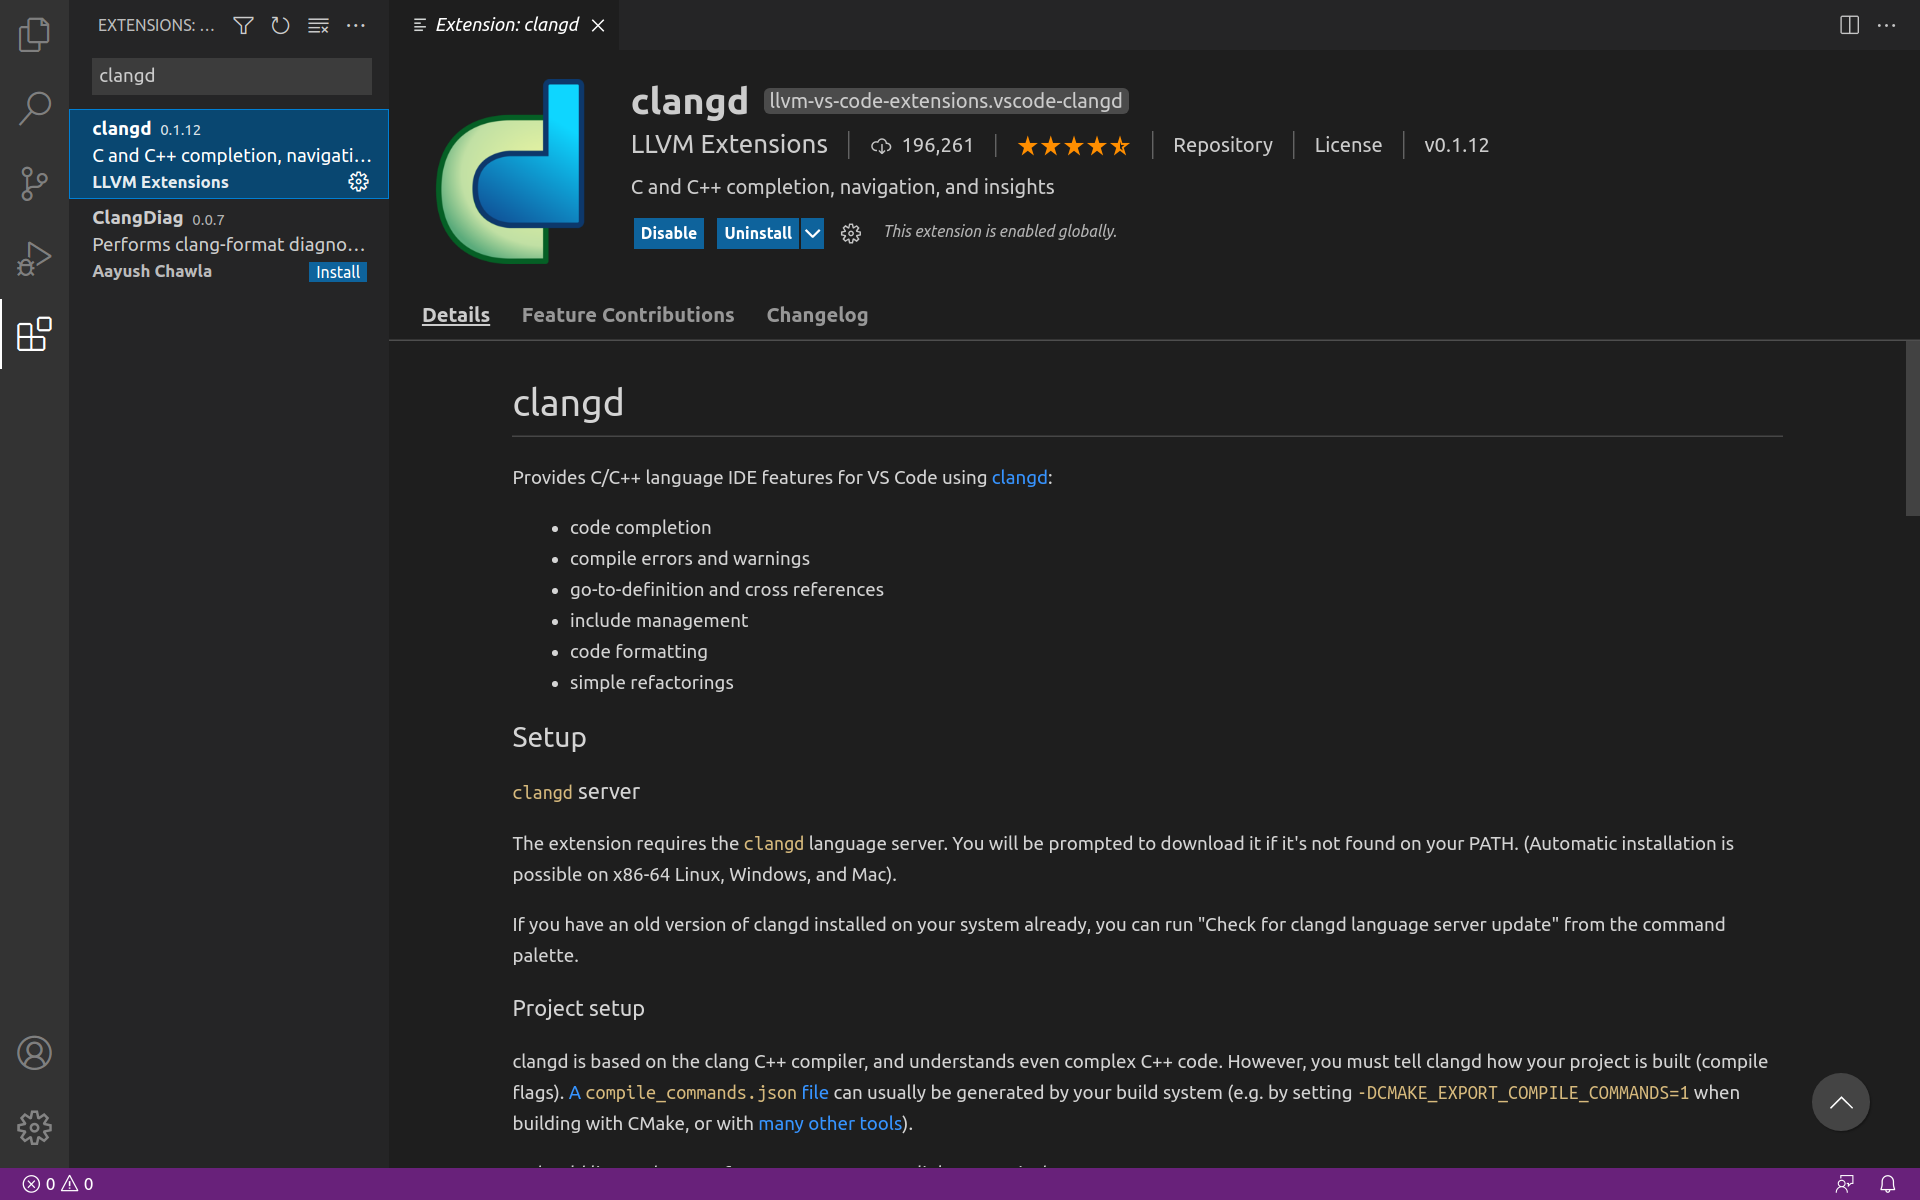 EXTENSIONS: ...
Extension: clangd
clangd
clangd 0.1.12
C and C++ completion, navigati...
LLVM Extensions
ClangDiag 0.0.7
Performs clang-format diagno...
Aayush Chawla
Install
clangd llvm-vs-code-extensions.vscode-clangd
LLVM Extensions 196,261 Repository License v0.1.12
C and C++ completion, navigation, and insights
Disable Uninstall This extension is enabled globally.
Details Feature Contributions Changelog
clangd
Provides C/C++ language IDE features for VS Code using clangd:
• code completion
• compile errors and warnings
• go-to-definition and cross references
• include management
• code formatting
• simple refactorings
Setup
clangd server
The extension requires the clangd language server. You will be prompted to download it if it's not found on your PATH. (Automatic installation is
possible on x86-64 Linux, Windows, and Mac).
If you have an old version of clangd installed on your system already, you can run "Check for clangd language server update" from the command
palette.
Project setup
clangd is based on the clang C++ compiler, and understands even complex C++ code. However, you must tell clangd how your project is built (compile
flags). A compile_commands.json file can usually be generated by your build system (e.g. by setting -DCMAKE_EXPORT_COMPILE_COMMANDS=1 when
building with CMake, or with many other tools).
0 0